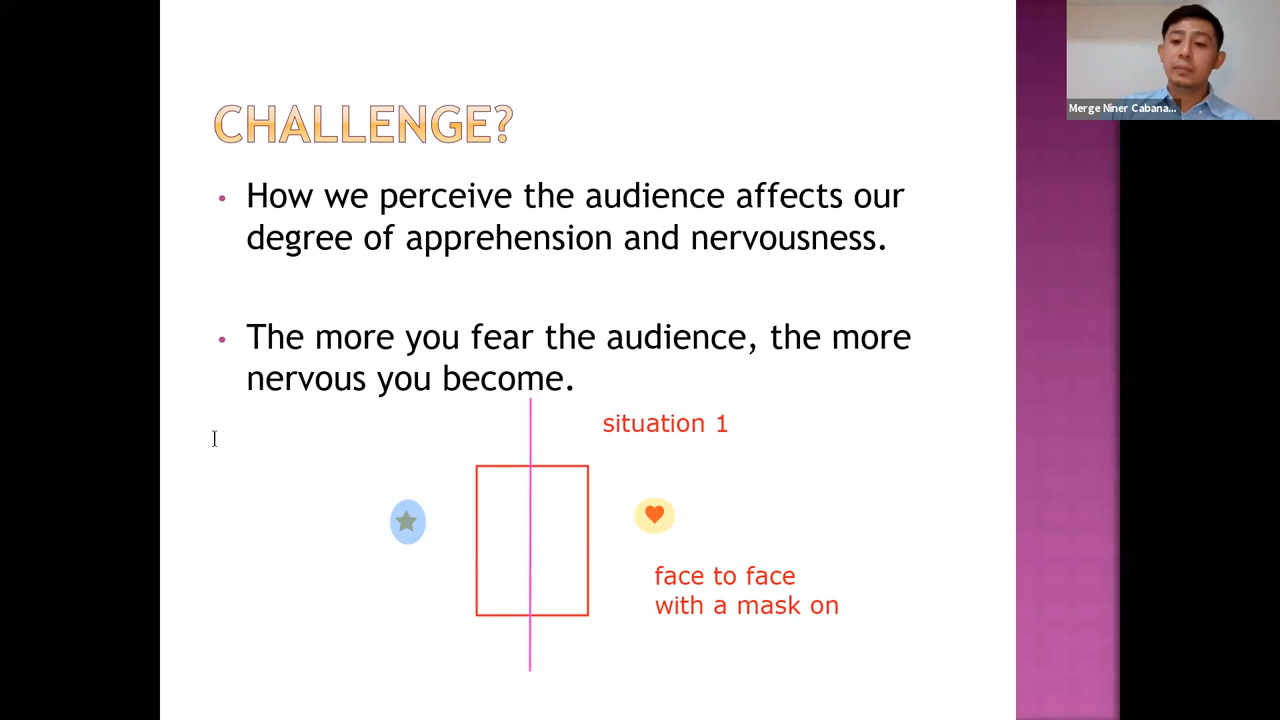 CHALLENGE?
• How we perceive the audience affects our
degree of apprehension and nervousness.
• The more you fear the audience, the more
nervous you become.
situation 1
face to face
with a mask on
Merge Niner Cabana...